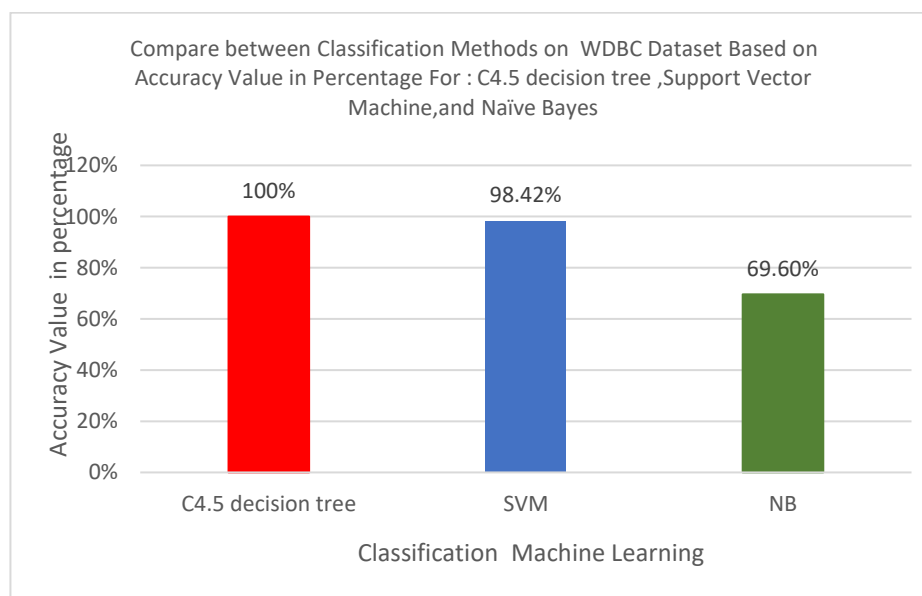 Compare between Classification Methods on WDBC Dataset Based on
Accuracy Value in Percentage For : C4.5 decision tree ,Support Vector
Machine,and Naïve Bayes
Accuracy Value in percentage
120%
100%
80%
60%
40%
20%
0%
100%
98.42%
69.60%
C4.5 decision tree
SVM
NB
Classification Machine Learning